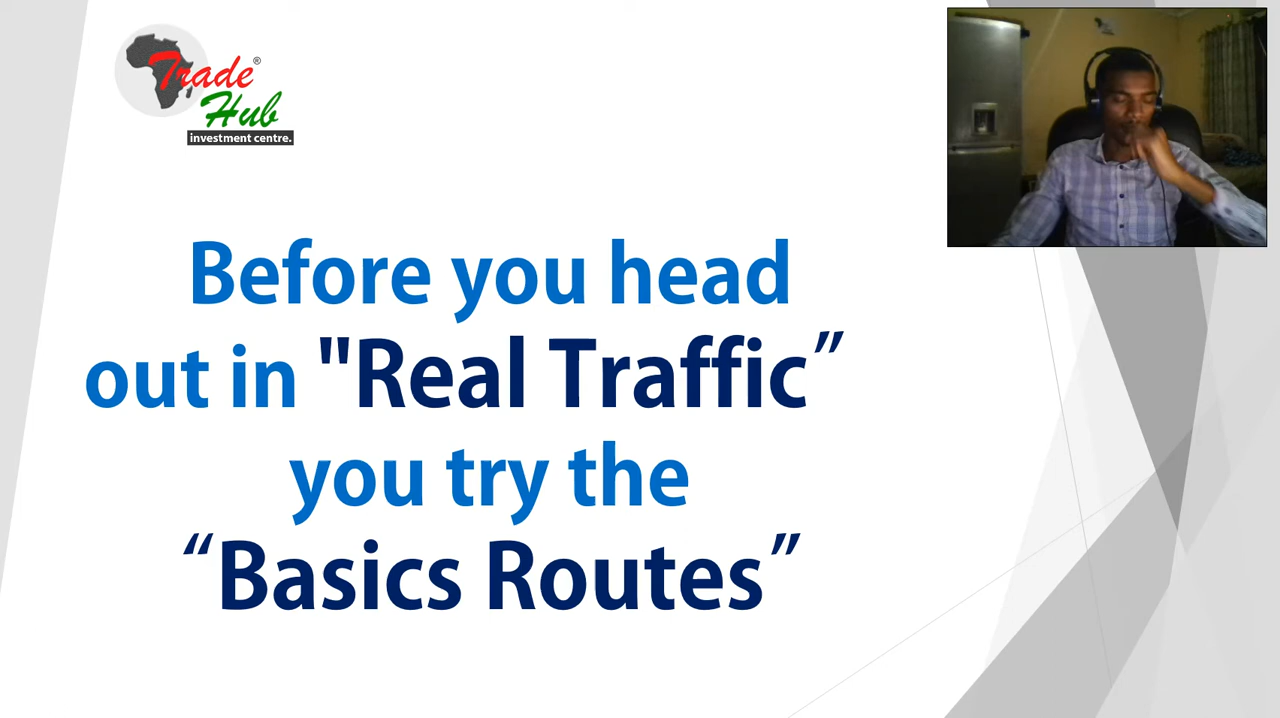 Trade®
Hub
investment centre.
Before you head
out in "Real Traffic”
you try the
“Basics Routes”